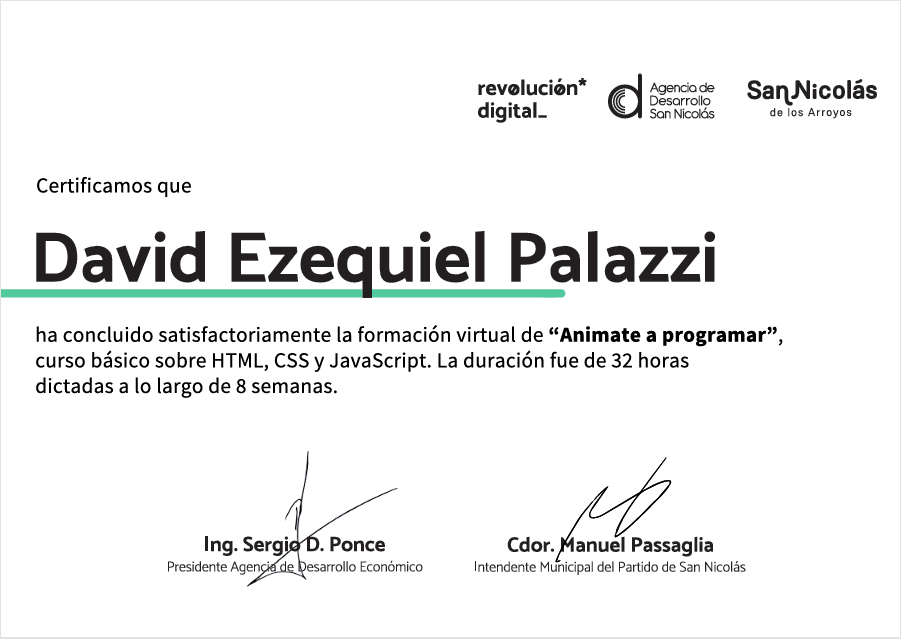 revolución*
digital_
Agencia de
Desarrollo
San Nicolás
San Nicolás
de los Arroyos
Certificamos que
David Ezequiel Palazzi
ha concluido satisfactoriamente la formación virtual de “Animate a programar”,
curso básico sobre HTML, CSS y JavaScript. La duración fue de 32 horas
dictadas a lo largo de 8 semanas.
Ing. Sergio D. Ponce
Presidente Agencia de Desarrollo Económico
Cdor. Manuel Passaglia
Intendente Municipal del Partido de San Nicolás